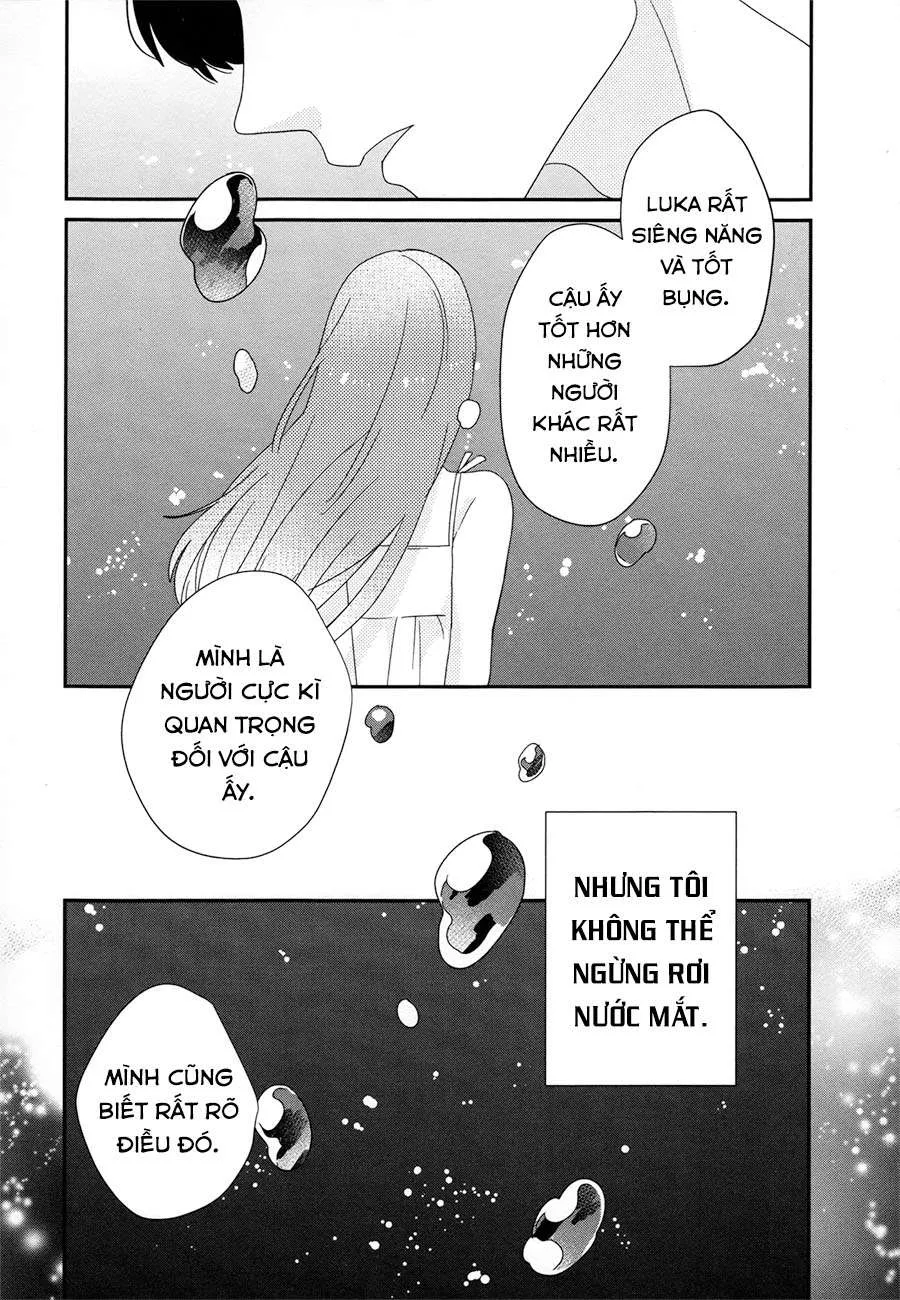 LUKA RẤT
SIÊNG NĂNG
VÀ TỐT
BỤNG.
CẬU ẤY
TỐT HƠN
NHỮNG
NGƯỜI
KHÁC RẤT
NHIỀU.
MÌNH LÀ
NGƯỜI CỰC KÌ
QUAN TRỌNG
ĐỐI VỚI CẬU
ẤY.
NHƯNG TÔI
KHÔNG THỂ
NGỪNG RƠI
NƯỚC MẮT.
MÌNH CŨNG
BIẾT RẤT RÕ
ĐIỀU ĐÓ.